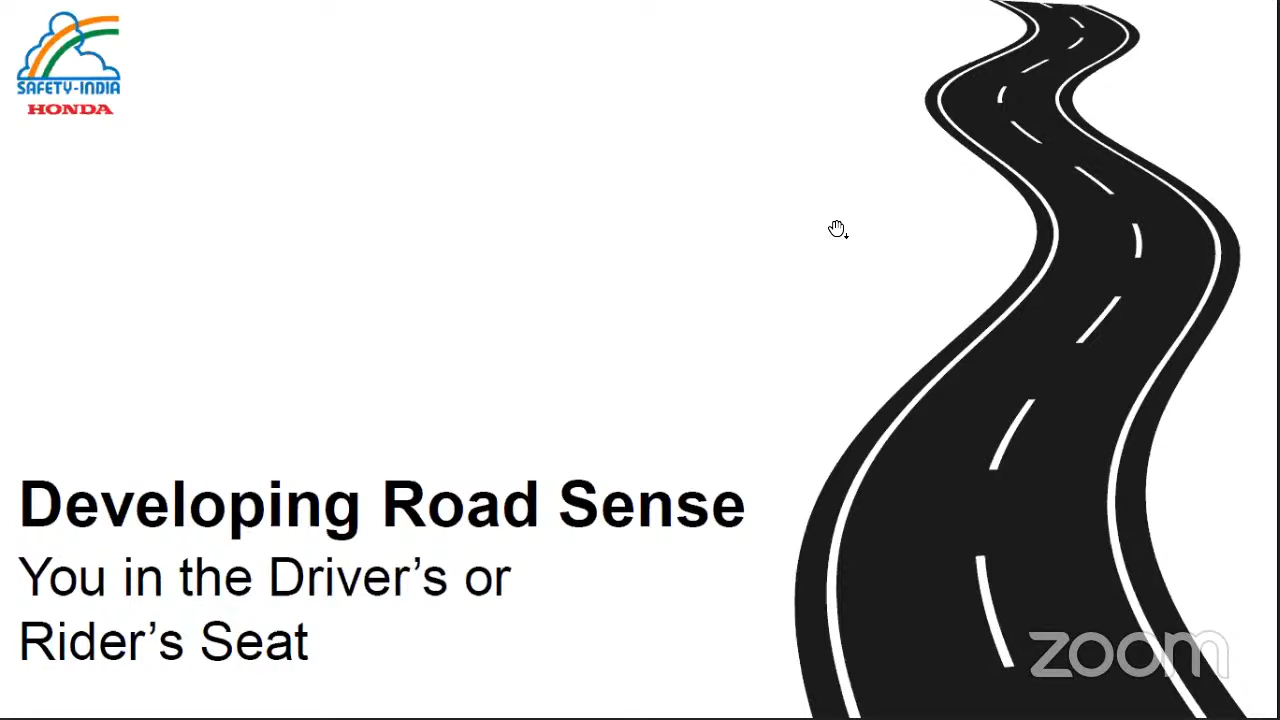 SAFETY-INDIA
HONDA
Developing Road Sense
You in the Driver’s or
Rider’s Seat
zoom